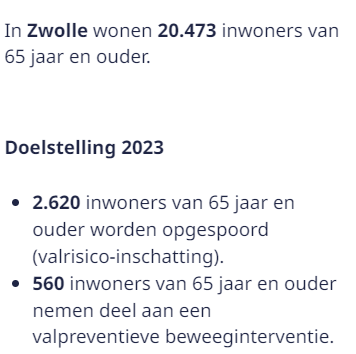 In Zwolle wonen 20.473 inwoners van
65 jaar en ouder.
Doelstelling 2023
• 2.620 inwoners van 65 jaar en
ouder worden opgespoord
(valrisico-inschatting).
• 560 inwoners van 65 jaar en ouder
nemen deel aan een
valpreventieve beweeginterventie.